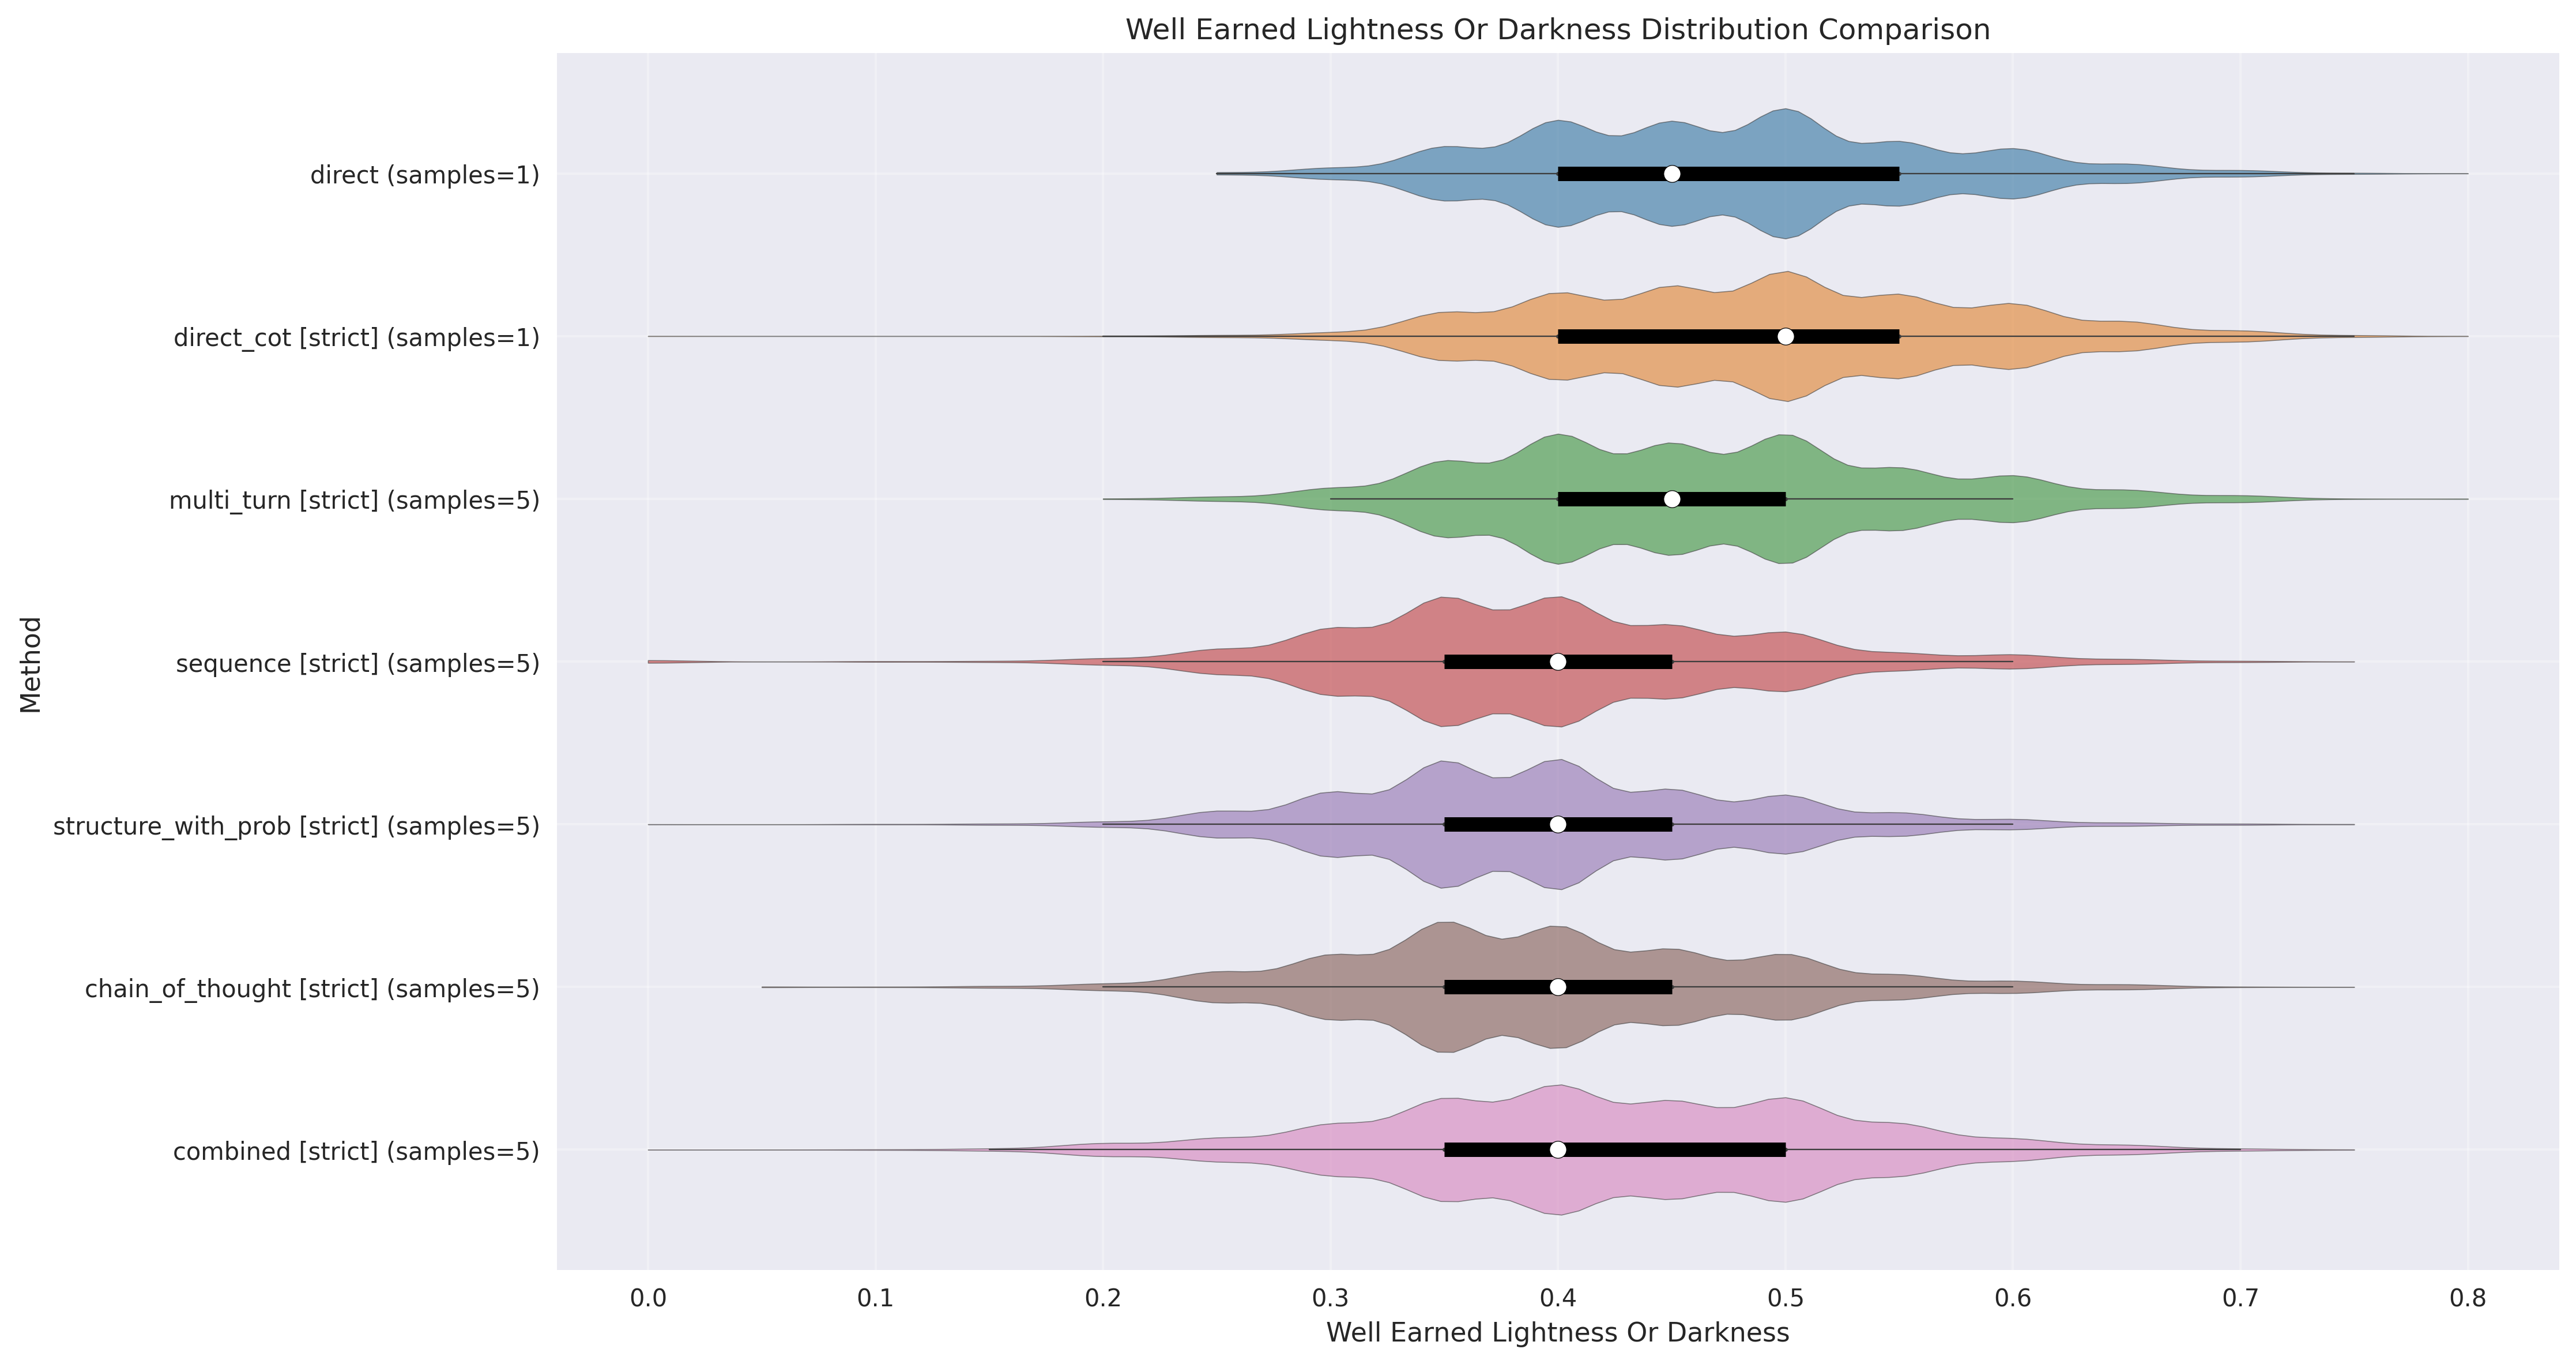 Well Earned Lightness Or Darkness Distribution Comparison
Method
direct (samples=1)
direct_cot [strict] (samples=1)
multi_turn [strict] (samples=5)
sequence [strict] (samples=5)
structure_with_prob [strict] (samples=5)
chain_of_thought [strict] (samples=5)
combined [strict] (samples=5)
0.0 0.1 0.2 0.3 0.4 0.5 0.6 0.7 0.8
Well Earned Lightness Or Darkness